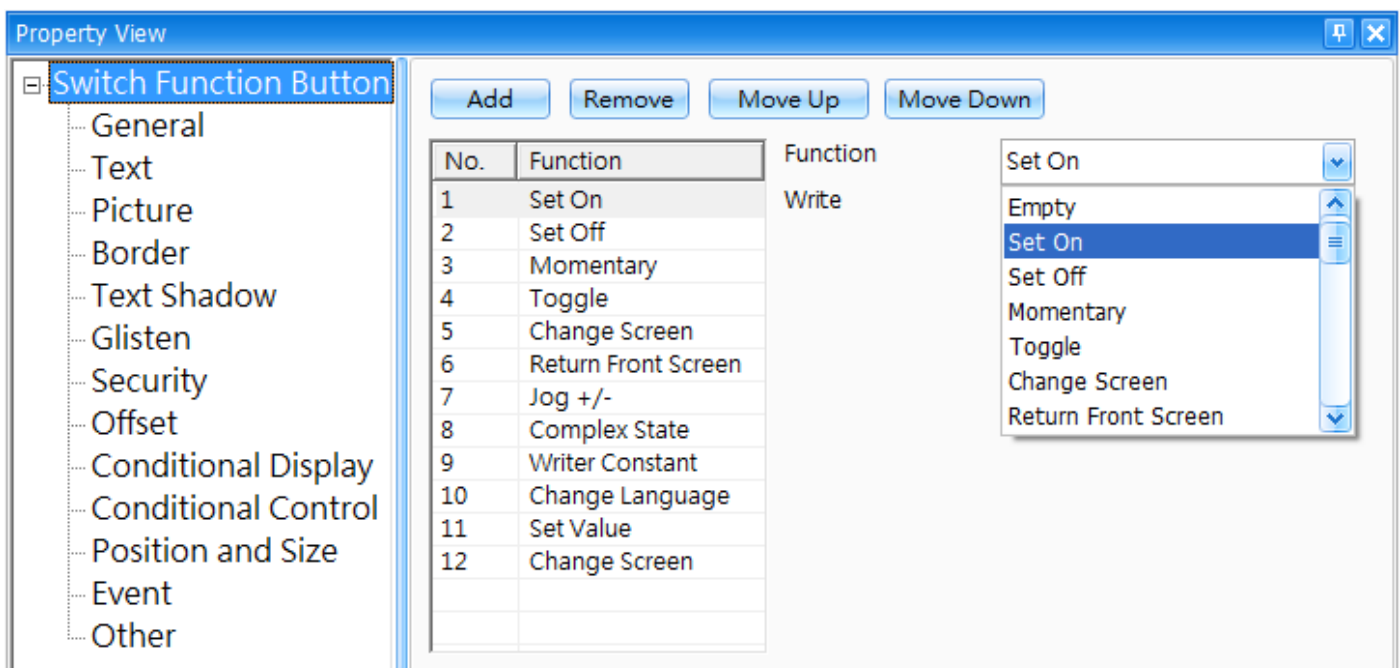 Property View
Switch Function Button
General
Text
Picture
Border
Text Shadow
Glisten
Security
Offset
Conditional Display
Conditional Control
Position and Size
Event
Other
Add Remove Move Up Move Down
No. Function
1 Set On
2 Set Off
3 Momentary
4 Toggle
5 Change Screen
6 Return Front Screen
7 Jog +/-
8 Complex State
9 Writer Constant
10 Change Language
11 Set Value
12 Change Screen
Function Set On
Write
Empty
Set On
Set Off
Momentary
Toggle
Change Screen
Return Front Screen